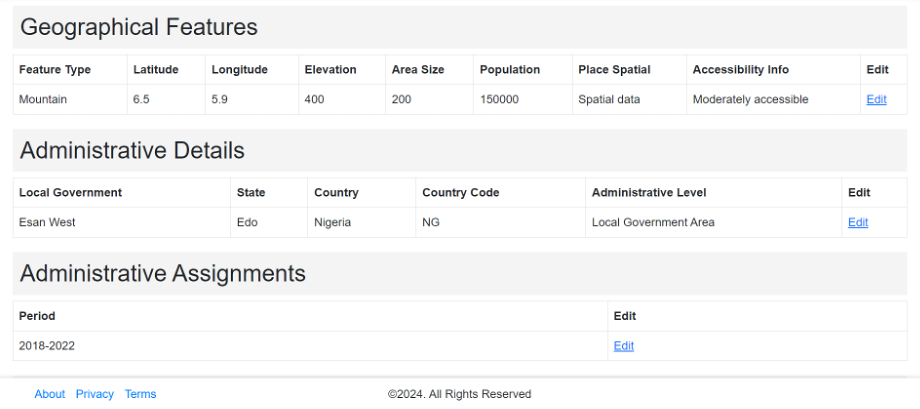 Geographical Features
Feature Type Latitude Longitude Elevation Area Size Population Place Spatial Accessibility Info Edit
Mountain 6.5 5.9 400 200 150000 Spatial data Moderately accessible Edit
Administrative Details
Local Government State Country Country Code Administrative Level Edit
Esan West Edo Nigeria NG Local Government Area Edit
Administrative Assignments
Period Edit
2018-2022 Edit
About Privacy Terms ©2024. All Rights Reserved